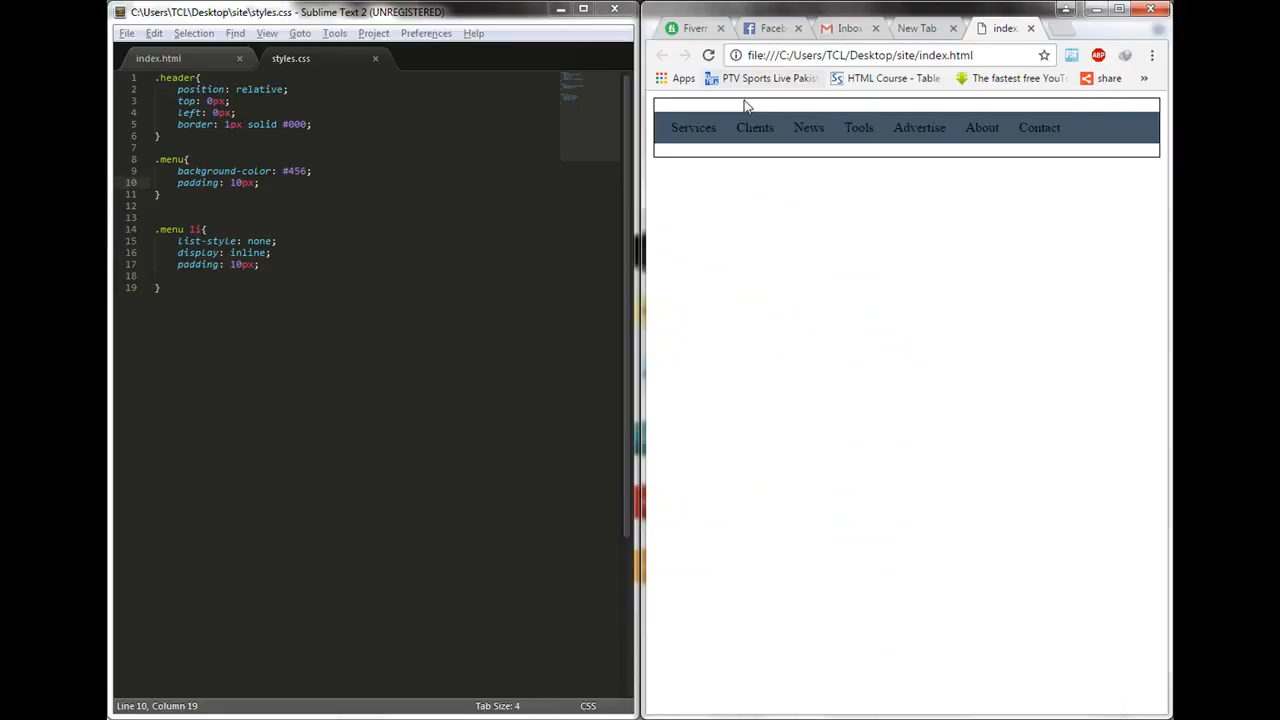 C:\Users\TCL\Desktop\site\styles.css - Sublime Text 2 (UNREGISTERED)
File Edit Selection Find View Goto Tools Project Preferences Help
index.html × styles.css ×
1 .header{
2 position: relative;
3 top: 0px;
4 left: 0px;
5 border: 1px solid #000;
6 }
7
8 .menu{
9 background-color: #456;
10 padding: 10px;
11 }
12
13
14 .menu li{
15 list-style: none;
16 display: inline;
17 padding: 10px;
18
19 }
Line 10, Column 19 Tab Size: 4 CSS
Fiverr × Faceb × Inbox × New Tab × index. ×
file:///C:/Users/TCL/Desktop/site/index.html ABP
Apps PTV Sports Live Pakist HTML Course - Table The fastest free YouT share »
Services Clients News Tools Advertise About Contact